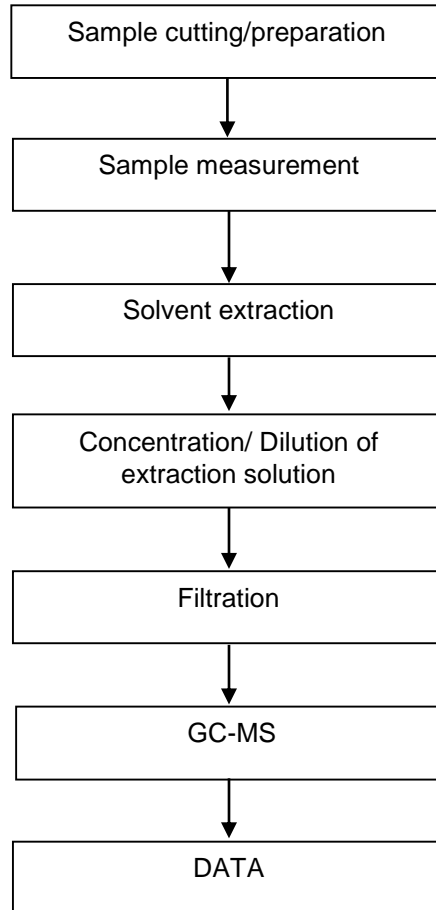 Sample cutting/preparation
Sample measurement
Solvent extraction
Concentration/ Dilution of
extraction solution
Filtration
GC-MS
DATA